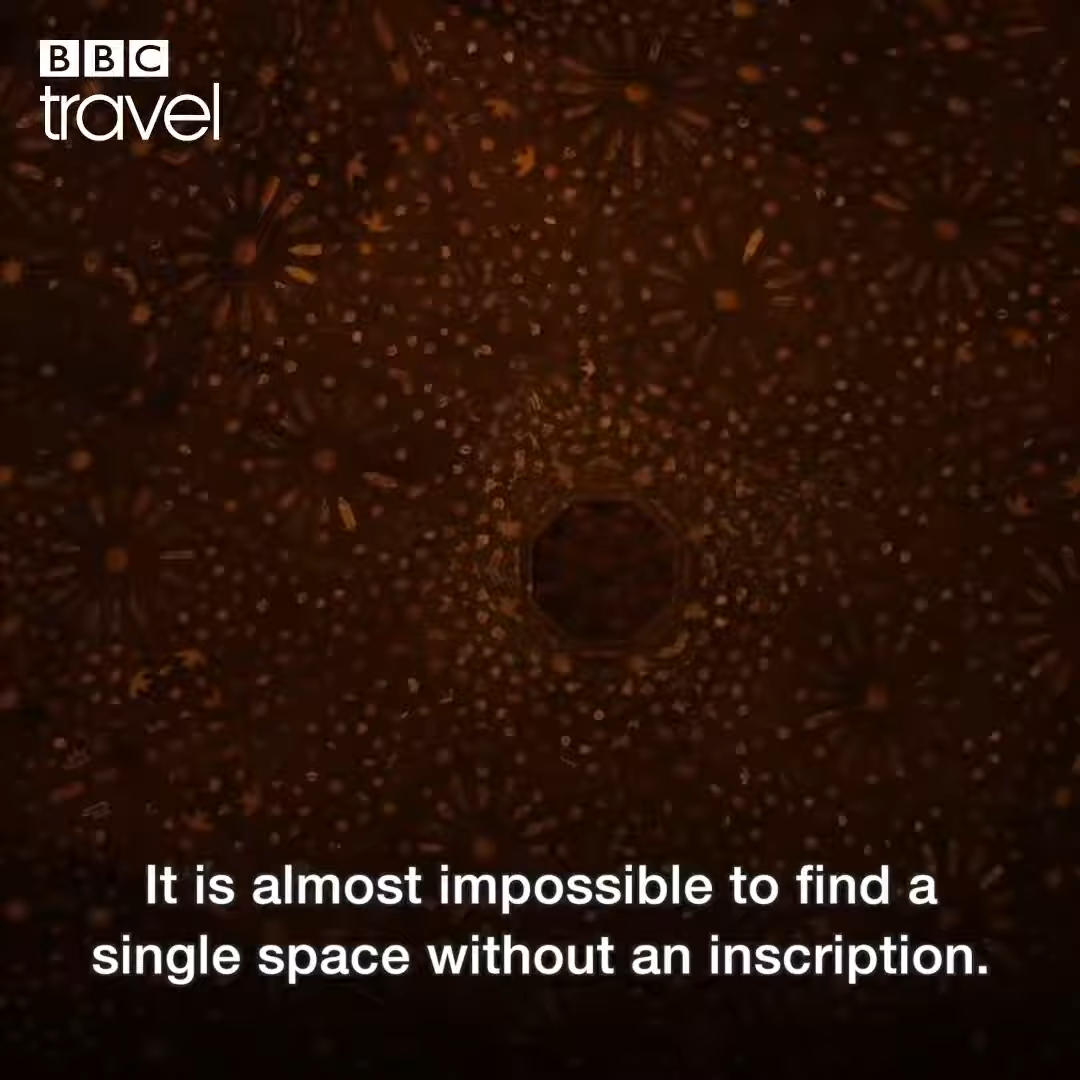 BBC
travel
It is almost impossible to find a
single space without an inscription.